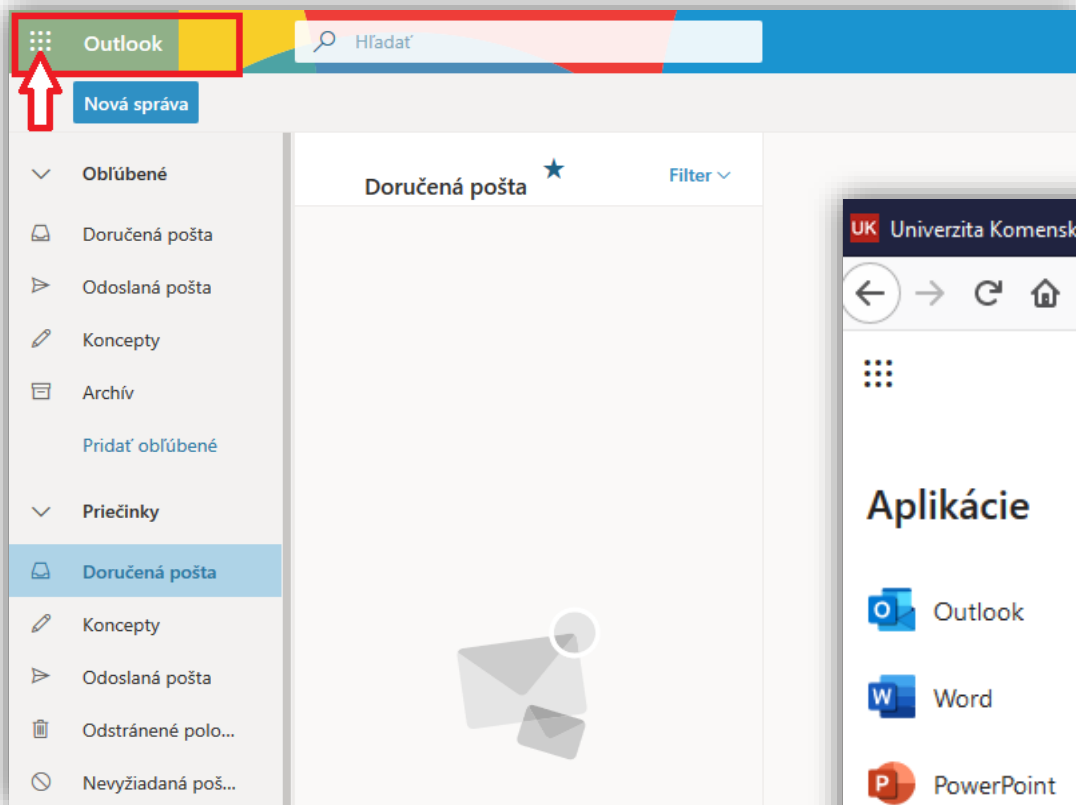 Outlook
Hľadať
Nová správa
Obľúbené
Doručená pošta
Odoslaná pošta
Koncepty
Archív
Pridať obľúbené
Priečinky
Doručená pošta
Koncepty
Odoslaná pošta
Odstránené polo...
Nevyžiadaná poš...
Doručená pošta
Filter
UK Univerzita Komensk
Aplikácie
Outlook
Word
PowerPoint